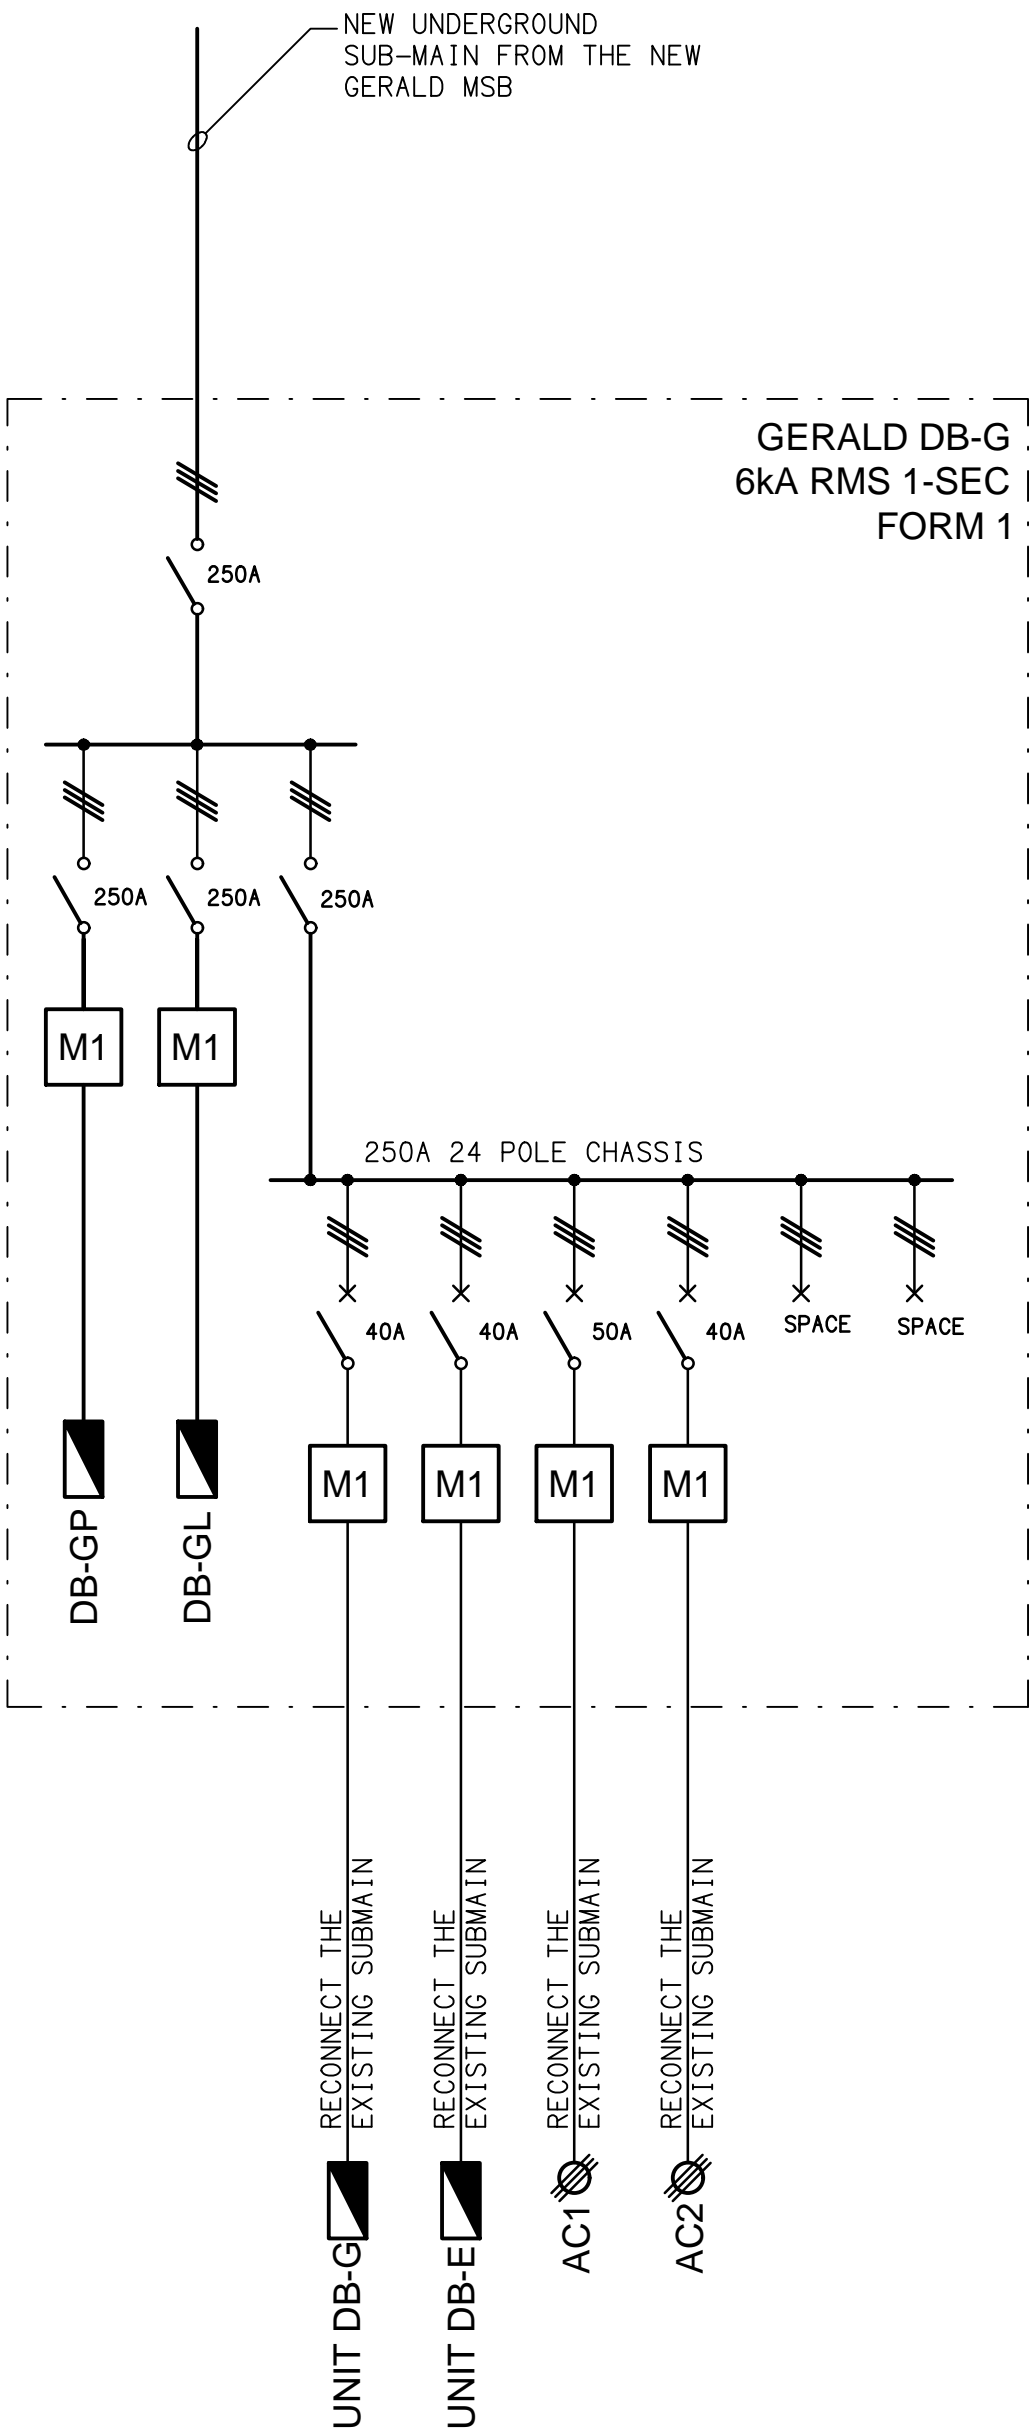 NEW UNDERGROUND
SUB-MAIN FROM THE NEW
GERALD MSB
GERALD DB-G
6kA RMS 1-SEC
FORM 1
250A
250A
250A
250A
M1
M1
250A 24 POLE CHASSIS
40A
40A
50A
40A
SPACE
SPACE
M1
M1
M1
M1
DB-GP
DB-GL
RECONNECT THE
EXISTING SUBMAIN
RECONNECT THE
EXISTING SUBMAIN
RECONNECT THE
EXISTING SUBMAIN
RECONNECT THE
EXISTING SUBMAIN
UNIT DB-G
UNIT DB-E
AC1
AC2